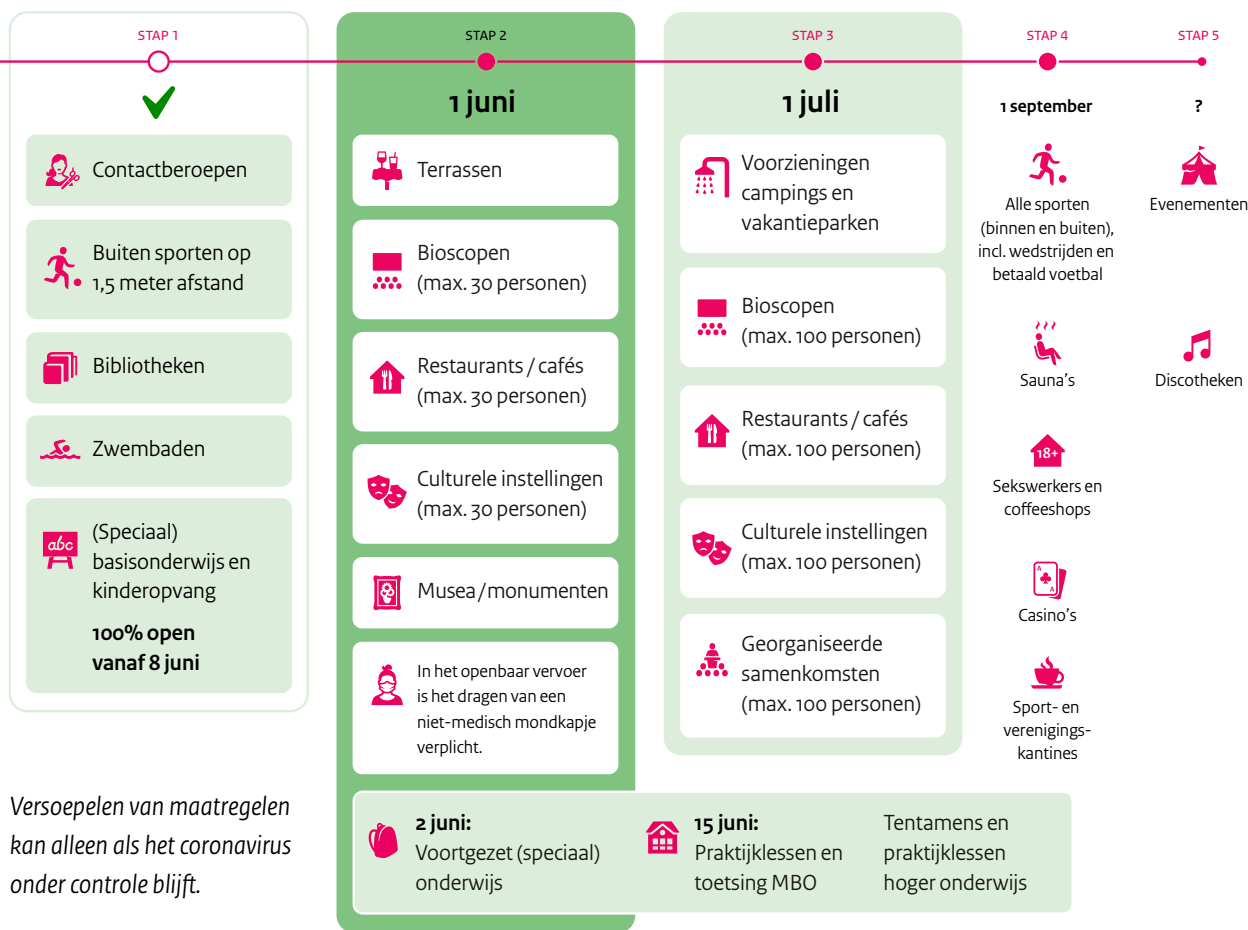 STAP 1
Contactberoepen
Buiten sporten op
1,5 meter afstand
Bibliotheken
Zwembaden
abc
(Speciaal)
basisonderwijs en
kinderopvang
100% open
vanaf 8 juni
Versoepelen van maatregelen
kan alleen als het coronavirus
onder controle blijft.
STAP 2
1 juni
Terrassen
Bioscopen
(max. 30 personen)
Restaurants / cafés
(max. 30 personen)
Culturele instellingen
(max. 30 personen)
Musea/monumenten
In het openbaar vervoer
is het dragen van een
niet-medisch mondkapje
verplicht.
2 juni:
Voortgezet (speciaal)
onderwijs
15 juni:
Praktijklessen en
toetsing MBO
Tentamens en
praktijklessen
hoger onderwijs
STAP 3
1 juli
Voorzieningen
campings en
vakantieparken
Bioscopen
(max. 100 personen)
Restaurants / cafés
(max. 100 personen)
Culturele instellingen
(max. 100 personen)
Georganiseerde
samenkomsten
(max. 100 personen)
STAP 4
1 september
Alle sporten
(binnen en buiten),
incl. wedstrijden en
betaald voetbal
Sauna's
18+
Sekswerkers en
coffeeshops
A
A
Casino's
Sport- en
verenigings-
kantines
STAP 5
?
Evenementen
Discotheken